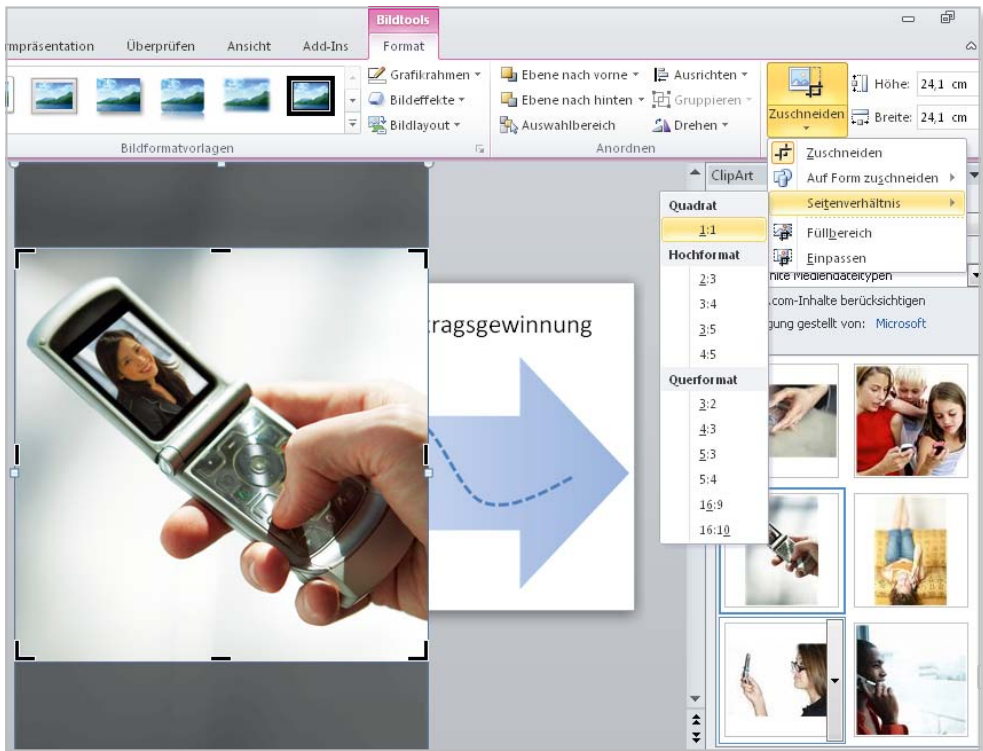 Bildtools
mpräsentation Überprüfen Ansicht Add-Ins Format
Grafikrahmen Ebene nach vorne Ausrichten Höhe: 24,1 cm
Bildeffekte Ebene nach hinten Gruppieren Zuschneiden Breite: 24,1 cm
Bildlayout Auswahlbereich Drehen
Bildformatvorlagen Anordnen
Zuschneiden
Auf Form zuschneiden
Seitenverhältnis
Füllbereich
Einpassen
ClipArt
Quadrat
1:1
Hochformat
2:3
3:4
3:5
4:5
Querformat
3:2
4:3
5:3
5:4
16:9
16:10
Mediendateitypen
.com-Inhalte berücksichtigen
gung gestellt von: Microsoft
tragsgewinnung